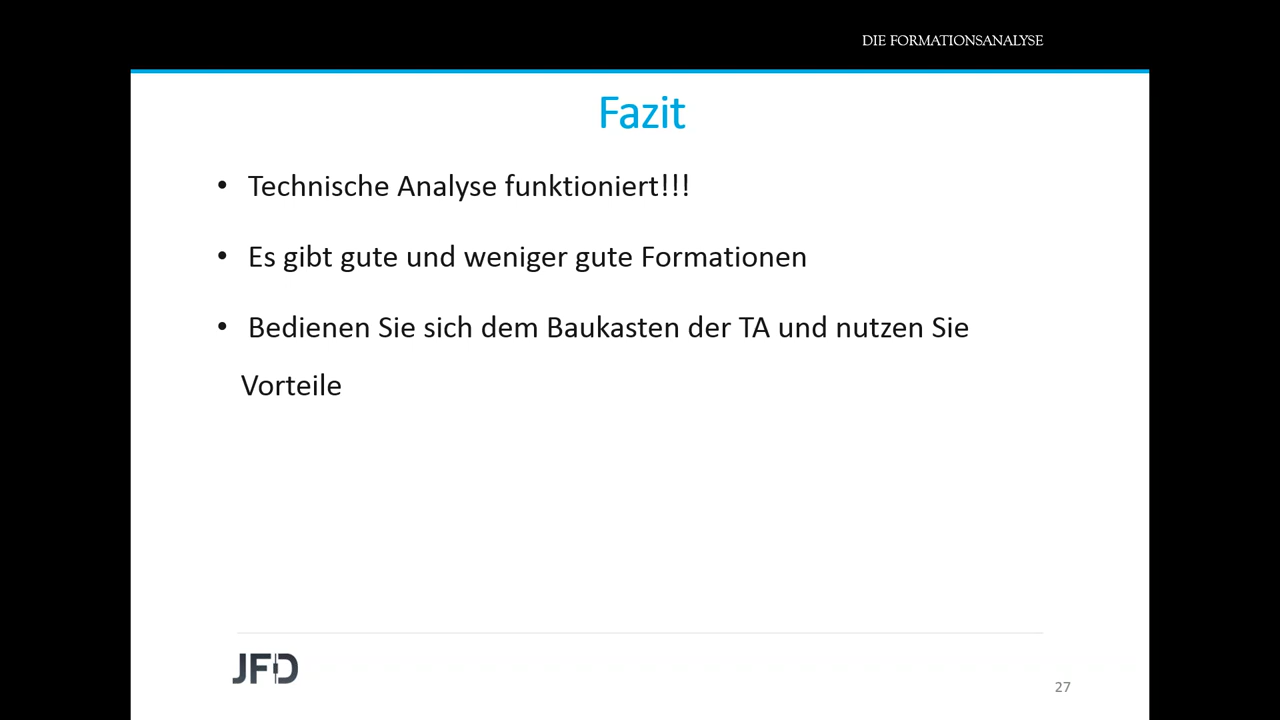 DIE FORMATIONSANALYSE
Fazit
• Technische Analyse funktioniert!!!
• Es gibt gute und weniger gute Formationen
• Bedienen Sie sich dem Baukasten der TA und nutzen Sie
Vorteile
JFD
27